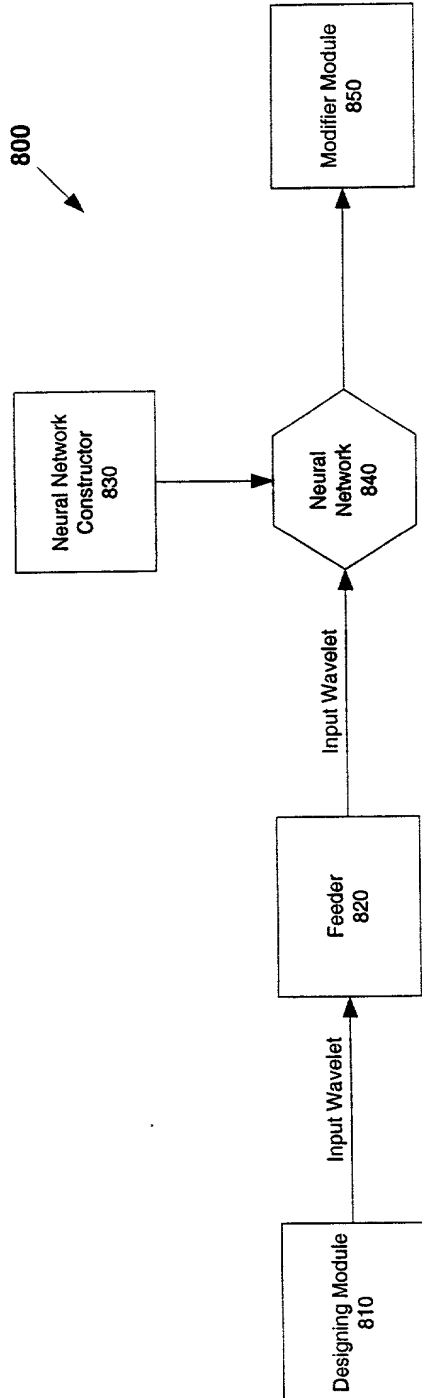 800
Neural Network
Constructor
830
Designing Module
810
Input Wavelet
Feeder
820
Input Wavelet
Neural
Network
840
Modifier Module
850